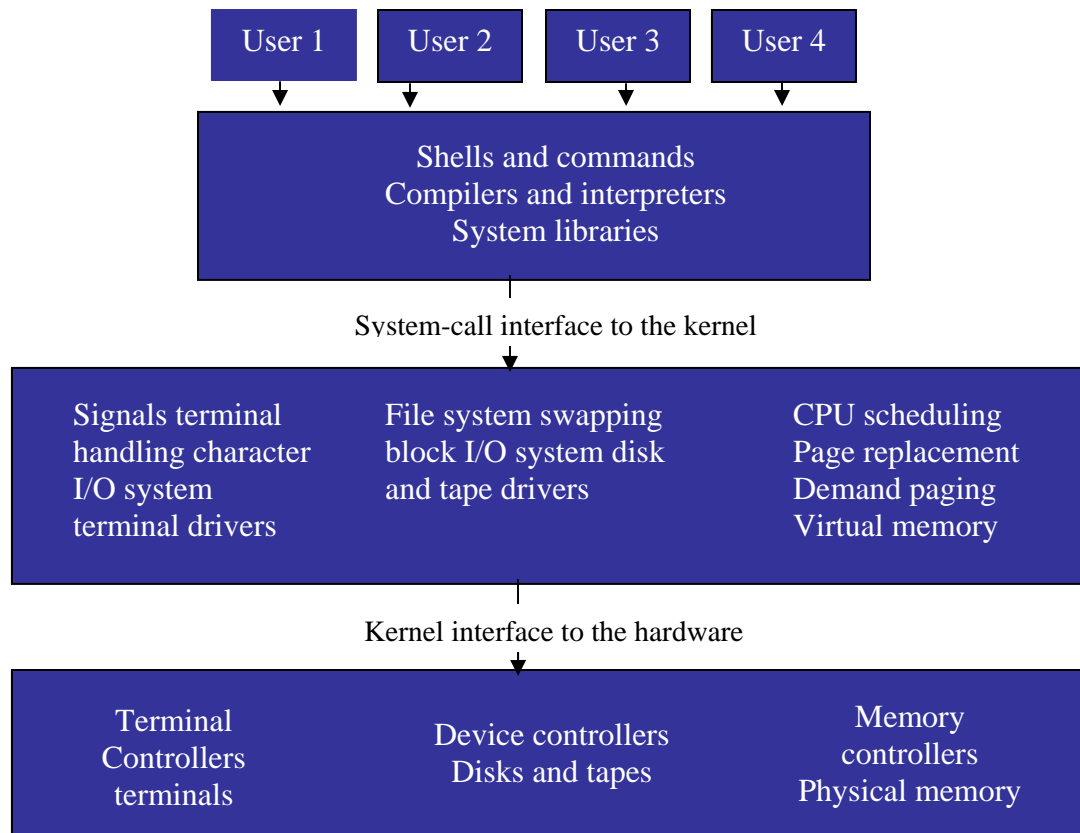 User 1
User 2
User 3
User 4
Shells and commands
Compilers and interpreters
System libraries
System-call interface to the kernel
Signals terminal
handling character
I/O system
terminal drivers
File system swapping
block I/O system disk
and tape drivers
CPU scheduling
Page replacement
Demand paging
Virtual memory
Kernel interface to the hardware
Terminal
Controllers
terminals
Device controllers
Disks and tapes
Memory
controllers
Physical memory